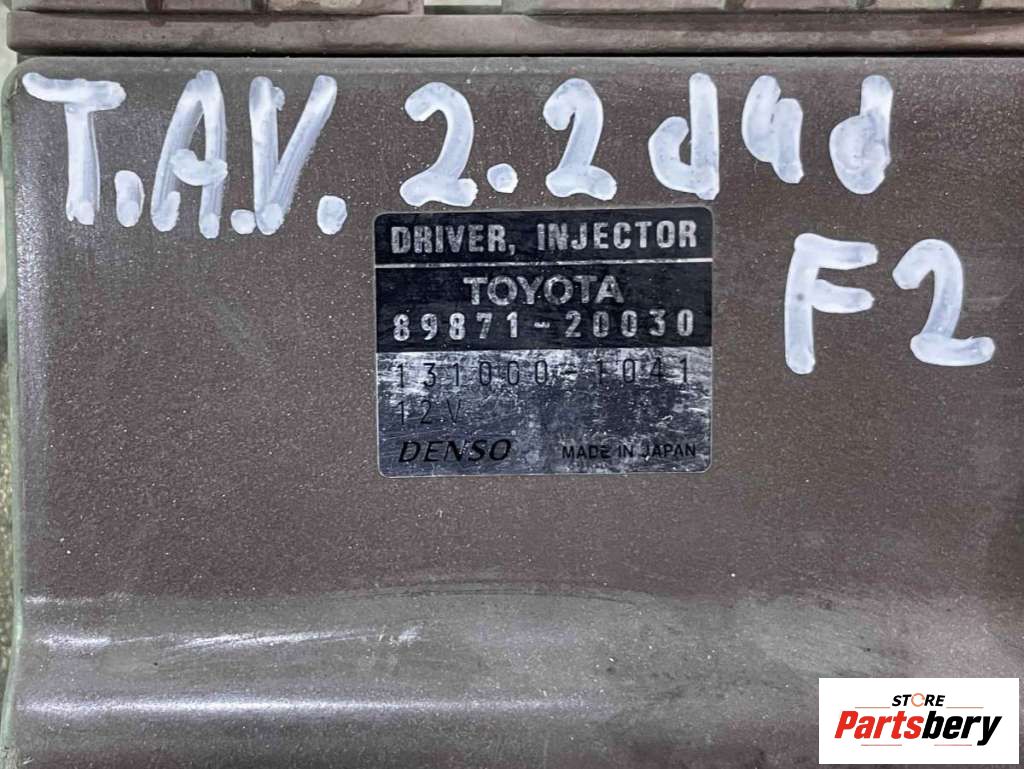 T.A.V. 2.2d4d
F2
DRIVER, INJECTOR
TOYOTA
89871-20030
131000-1041
12V
DENSO MADE IN JAPAN
STORE
Partsbery